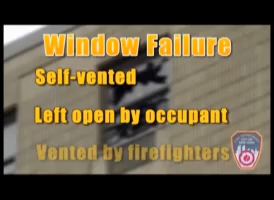 Window Failure
Self-vented
Left open by occupant
Vented by firefighters